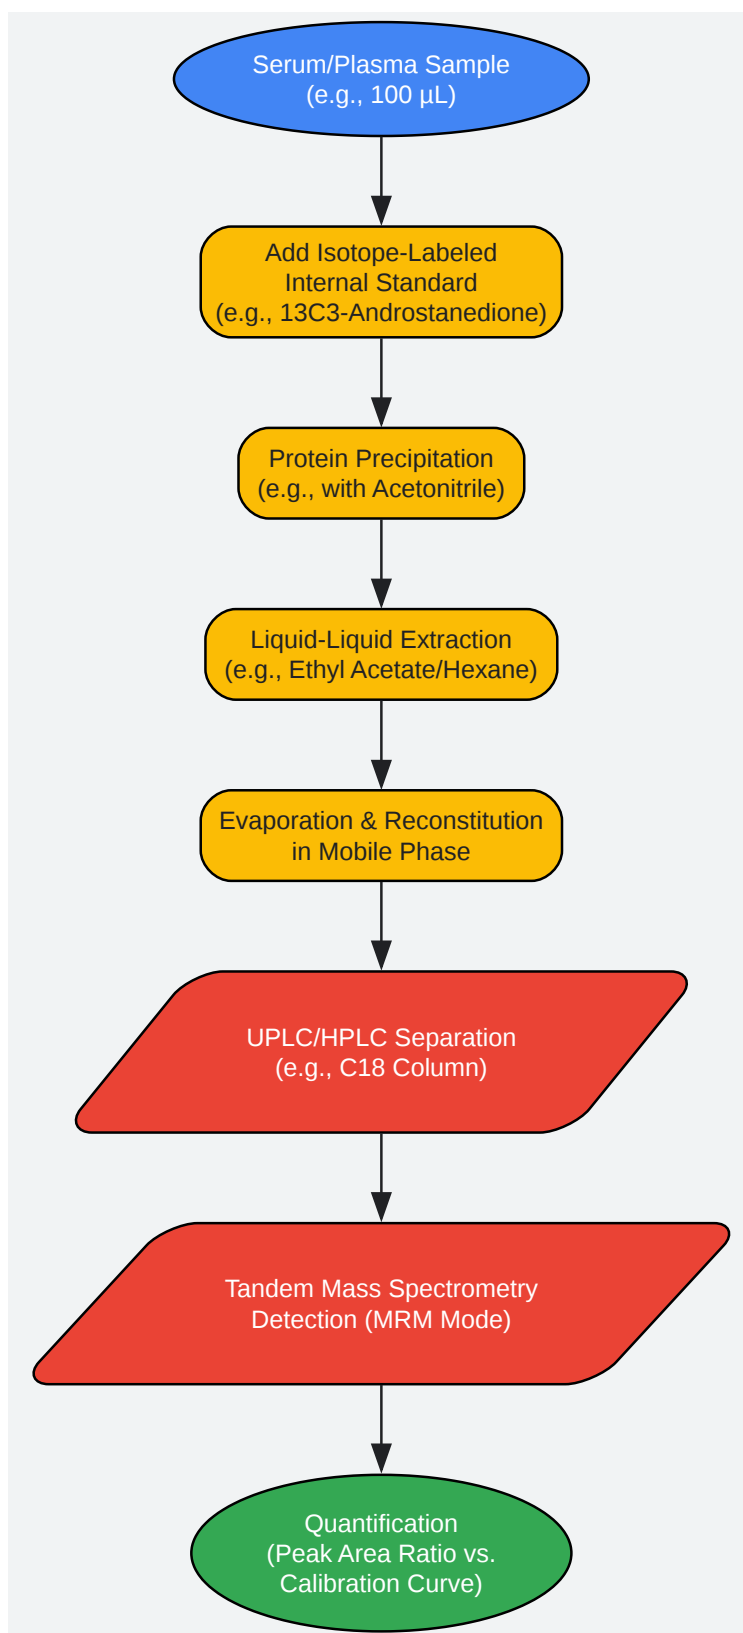 Serum/Plasma Sample
(e.g., 100 µL)
Add Isotope-Labeled
Internal Standard
(e.g., 13C3-Androstanedione)
Protein Precipitation
(e.g., with Acetonitrile)
Liquid-Liquid Extraction
(e.g., Ethyl Acetate/Hexane)
Evaporation & Reconstitution
in Mobile Phase
UPLC/HPLC Separation
(e.g., C18 Column)
Tandem Mass Spectrometry
Detection (MRM Mode)
Quantification
(Peak Area Ratio vs.
Calibration Curve)